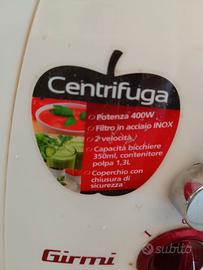 Centrifuga
Potenza 400W
Filtro in acciaio INOX
2 velocità
Capacità bicchiere
350ml, contenitore
polpa 1,3L
Coperchio con
chiusura di
sicurezza
Girmi
subito